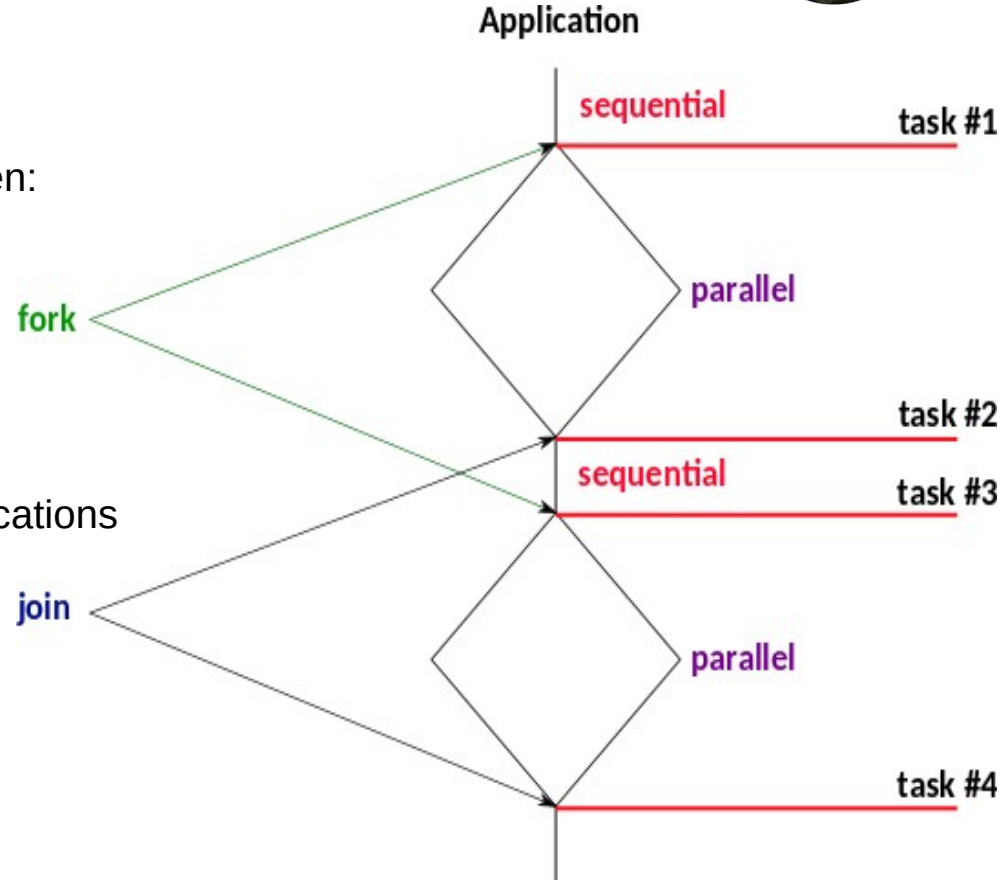 Application
sequential
task #1
en:
parallel
fork
task #2
sequential
task #3
cations
join
parallel
task #4